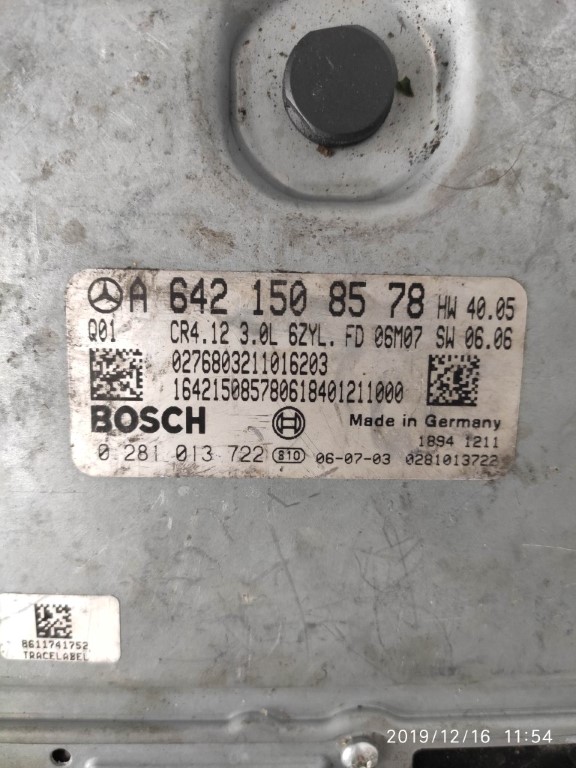 A 642 150 85 78 HW 40.05
Q01 CR4.12 3.0L 6ZYL. FD 06M07 SW 06.06
0276803211016203
16421508578061840121​1000
BOSCH Made in Germany
1894 1211
0 281 013 722 810 06-07-03 0281013722
8611741752
TRACELABEL
2019/12/16 11:54